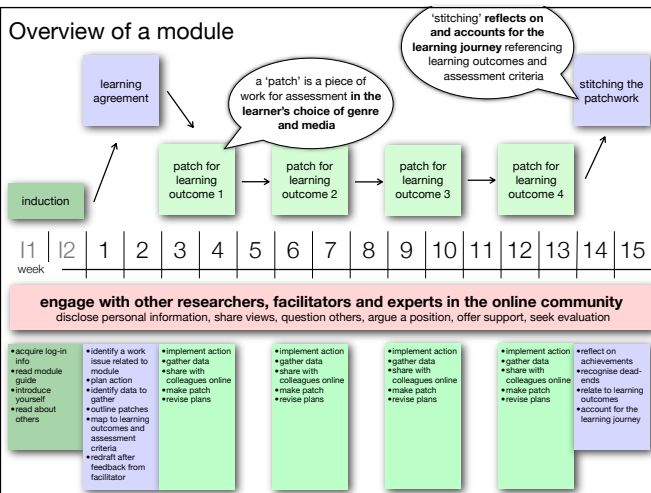 Overview of a module
'stitching' reflects on
and accounts for the
learning journey referencing
learning outcomes and
assessment criteria
learning
agreement
a 'patch' is a piece of
work for assessment in the
learner's choice of genre
and media
stitching the
patchwork
induction
patch for
learning
outcome 1
patch for
learning
outcome 2
patch for
learning
outcome 3
patch for
learning
outcome 4
I1 I2 1 2 3 4 5 6 7 8 9 10 11 12 13 14 15
week
engage with other researchers, facilitators and experts in the online community
disclose personal information, share views, question others, argue a position, offer support, seek evaluation
•acquire log-in
info
•read module
guide
•introduce
yourself
•read about
others
•identify a work
issue related to
module
•plan action
•identify data to
gather
•outline patches
•map to learning
outcomes and
assessment
criteria
•redraft after
feedback from
facilitator
•implement action
•gather data
•share with
colleagues online
•make patch
•revise plans
•implement action
•gather data
•share with
colleagues online
•make patch
•revise plans
•implement action
•gather data
•share with
colleagues online
•make patch
•revise plans
•implement action
•gather data
•share with
colleagues online
•make patch
•revise plans
•reflect on
achievements
•recognise dead-
ends
•relate to learning
outcomes
•account for the
learning journey